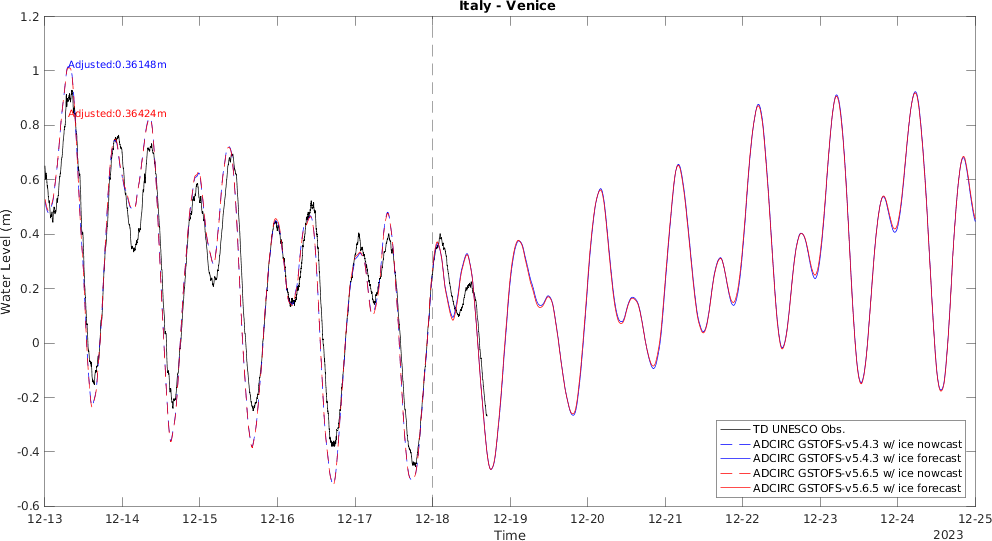 Italy - Venice
1.2
1
0.8
0.6
0.4
0.2
0
-0.2
-0.4
-0.6
Water Level (m)
Adjusted:0.36148m
Adjusted:0.36424m
TD UNESCO Obs.
ADCIRC GSTOFS-v5.4.3 w/ ice nowcast
ADCIRC GSTOFS-v5.4.3 w/ ice forecast
ADCIRC GSTOFS-v5.6.5 w/ ice nowcast
ADCIRC GSTOFS-v5.6.5 w/ ice forecast
12-13 12-14 12-15 12-16 12-17 12-18 12-19 12-20 12-21 12-22 12-23 12-24 12-25
Time
2023